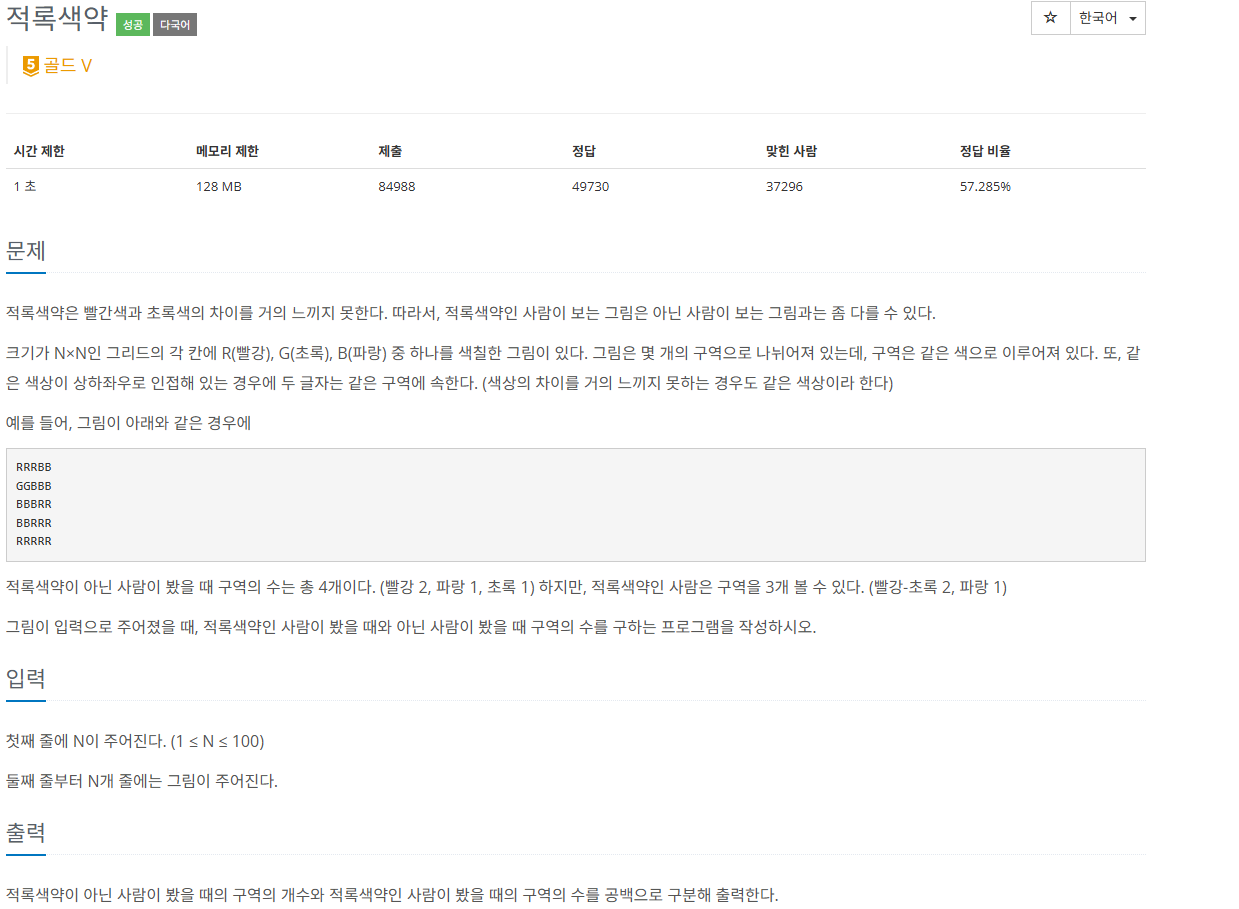 적록색약 성공 다국어
☆ 한국어
5 골드 V
시간 제한 메모리 제한 제출 정답 맞힌 사람 정답 비율
1 초 128 MB 84988 49730 37296 57.285%
문제
적록색약은 빨간색과 초록색의 차이를 거의 느끼지 못한다. 따라서, 적록색약인 사람이 보는 그림은 아닌 사람이 보는 그림과는 좀 다를 수 있다.
크기가 N×N인 그리드의 각 칸에 R(빨강), G(초록), B(파랑) 중 하나를 색칠한 그림이 있다. 그림은 몇 개의 구역으로 나뉘어져 있는데, 구역은 같은 색으로 이루어져 있다. 또, 같
은 색상이 상하좌우로 인접해 있는 경우에 두 글자는 같은 구역에 속한다. (색상의 차이를 거의 느끼지 못하는 경우도 같은 색상이라 한다)
예를 들어, 그림이 아래와 같은 경우에
RRRBB
GGBBB
BBBRR
BBRRR
RRRRR
적록색약이 아닌 사람이 봤을 때 구역의 수는 총 4개이다. (빨강 2, 파랑 1, 초록 1) 하지만, 적록색약인 사람은 구역을 3개 볼 수 있다. (빨강-초록 2, 파랑 1)
그림이 입력으로 주어졌을 때, 적록색약인 사람이 봤을 때와 아닌 사람이 봤을 때 구역의 수를 구하는 프로그램을 작성하시오.
입력
첫째 줄에 N이 주어진다. (1 ≤ N ≤ 100)
둘째 줄부터 N개 줄에는 그림이 주어진다.
출력
적록색약이 아닌 사람이 봤을 때의 구역의 개수와 적록색약인 사람이 봤을 때의 구역의 수를 공백으로 구분해 출력한다.